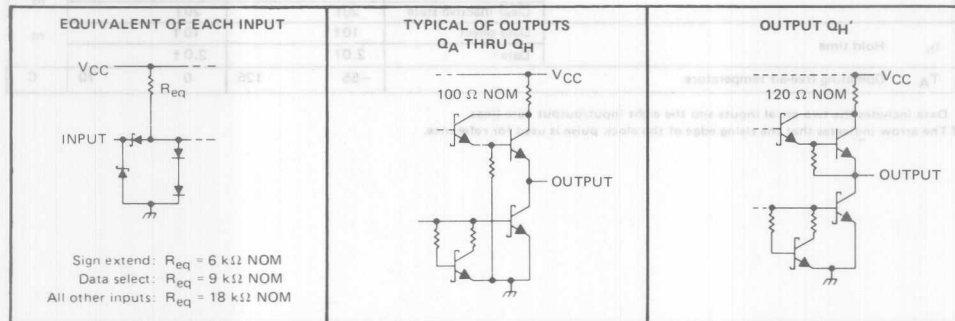 EQUIVALENT OF EACH INPUT
VCC
Req
INPUT
Sign extend: Req = 6 kΩ NOM
Data select: Req = 9 kΩ NOM
All other inputs: Req = 18 kΩ NOM
TYPICAL OF OUTPUTS
QA THRU QH
VCC
100 Ω NOM
OUTPUT
OUTPUT QH'
VCC
120 Ω NOM
OUTPUT